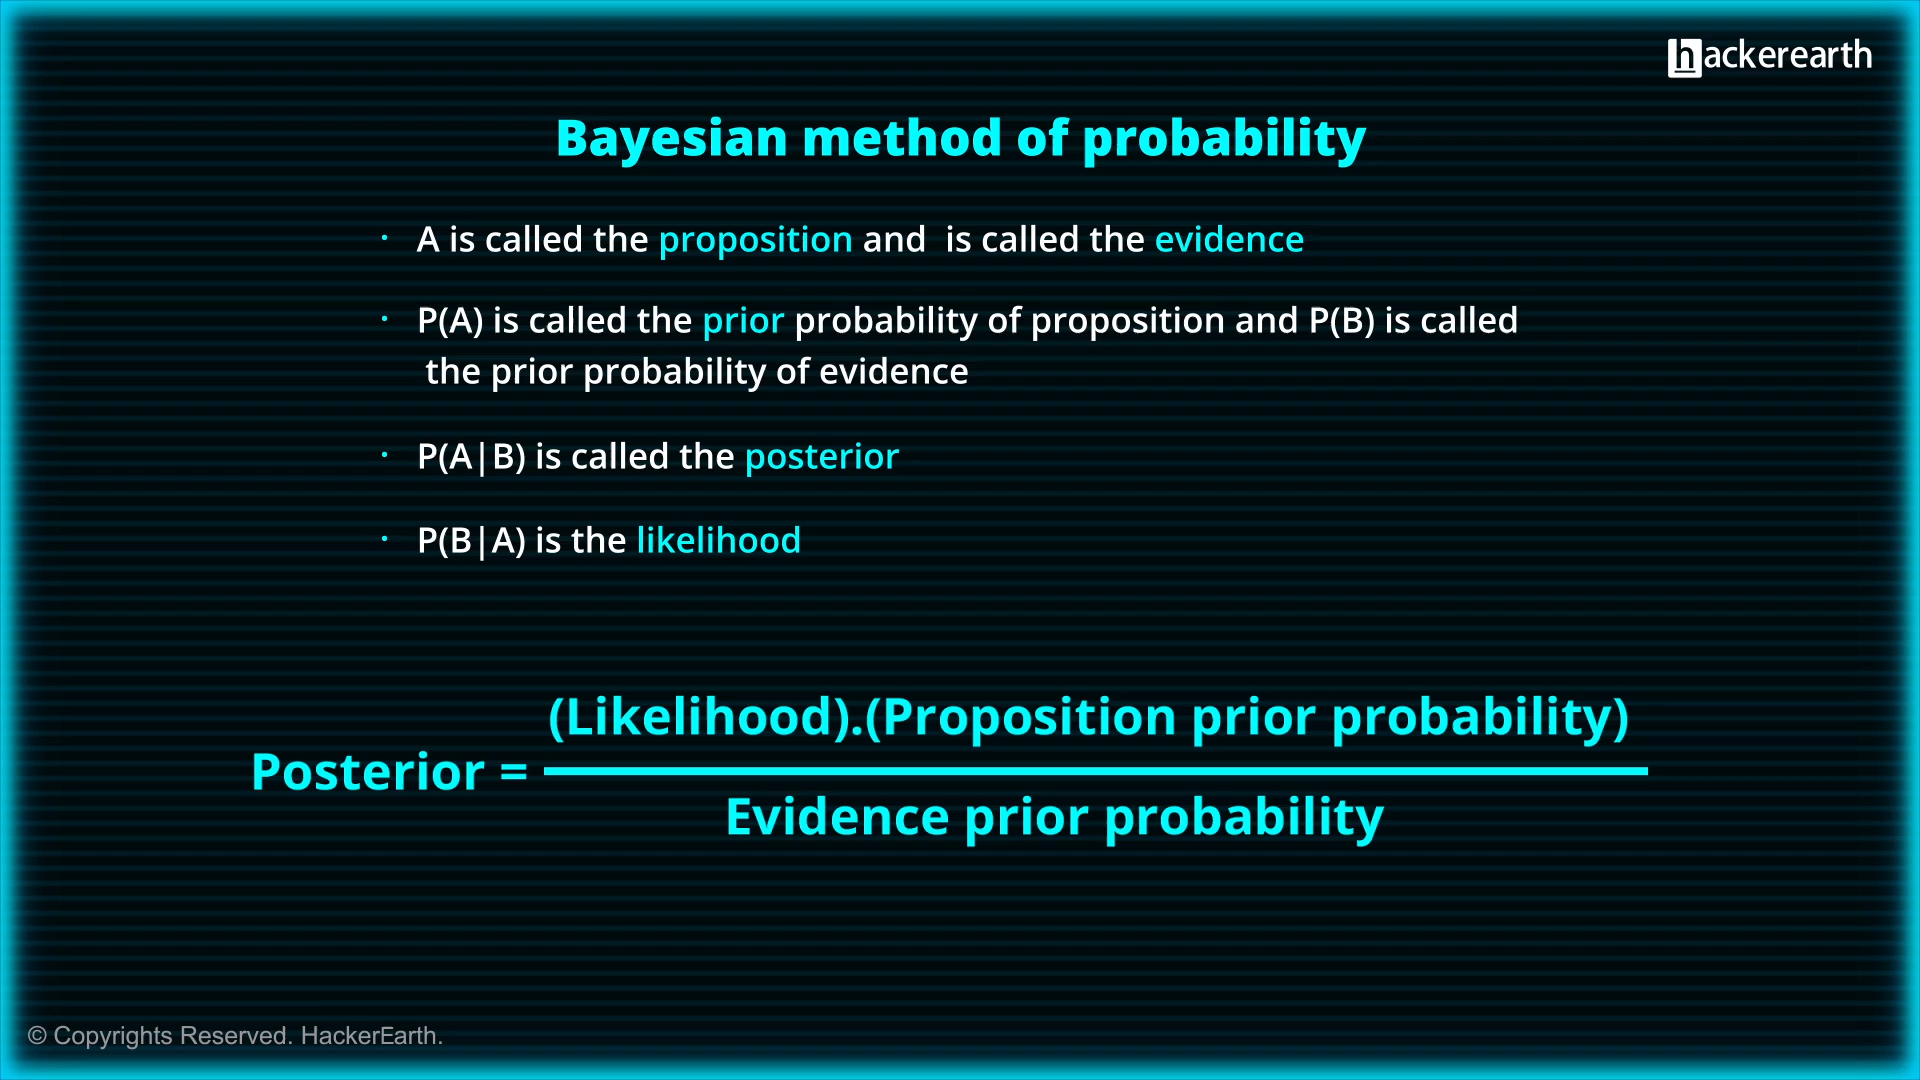 hackerearth
Bayesian method of probability
· A is called the proposition and  is called the evidence
· P(A) is called the prior probability of proposition and P(B) is called
the prior probability of evidence
· P(A|B) is called the posterior
· P(B|A) is the likelihood
(Likelihood).(Proposition prior probability)
Posterior =
Evidence prior probability
© Copyrights Reserved. HackerEarth.